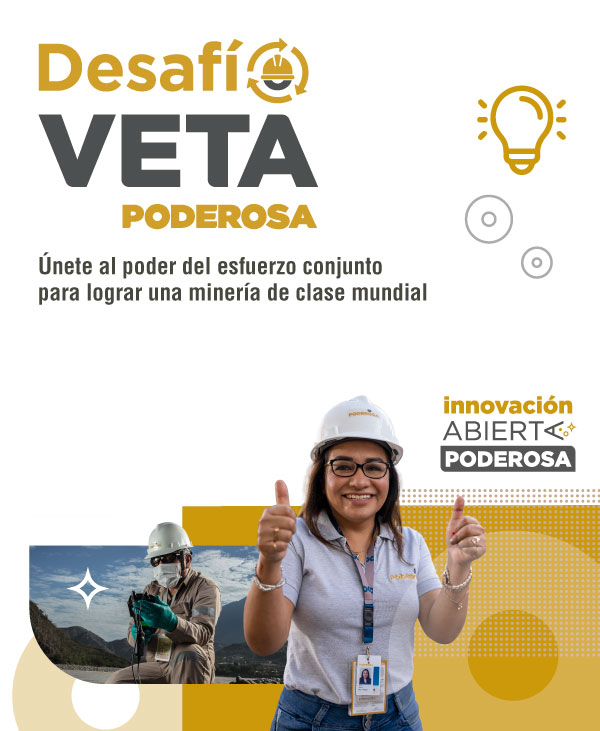 Desafío
VETA
PODEROSA
Únete al poder del esfuerzo conjunto
para lograr una minería de clase mundial
PODEROSA
innovación
ABIERTA
PODEROSA